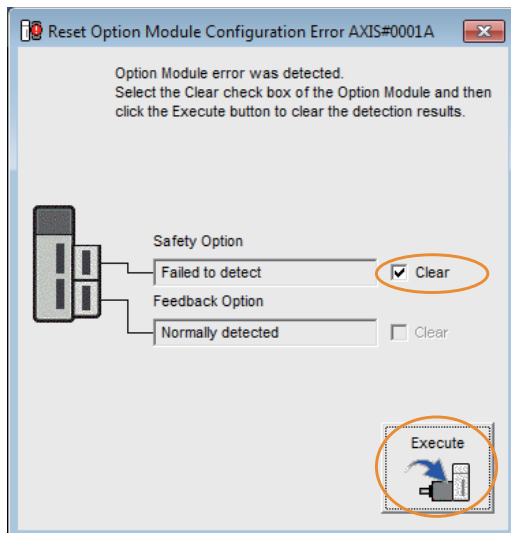 Reset Option Module Configuration Error AXIS#0001A
Option Module error was detected.
Select the Clear check box of the Option Module and then
click the Execute button to clear the detection results.
Safety Option
Failed to detect
Clear
Feedback Option
Normally detected
Clear
Execute